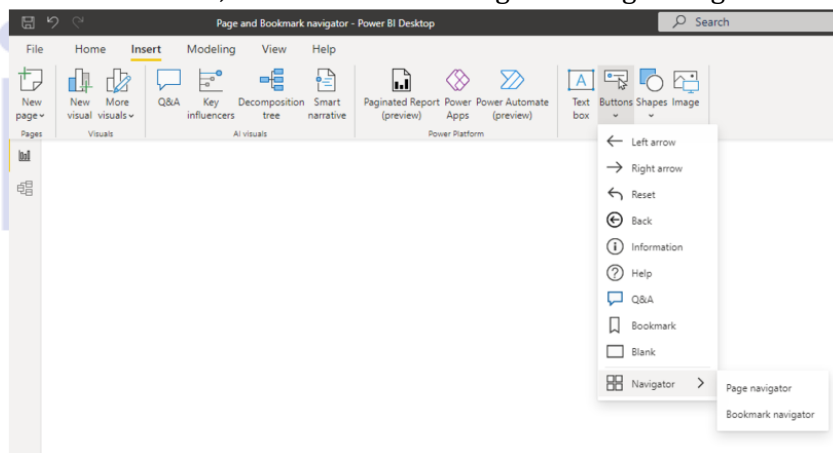 Page and Bookmark navigator - Power BI Desktop
Search
File Home Insert Modeling View Help
New page
New visual
More visuals
Q&A
Key influencers
Decomposition tree
Smart narrative
Paginated Report (preview)
Power Apps
Power Automate (preview)
Text box
Buttons
Shapes
Image
Pages
Visuals
AI visuals
Power Platform
Left arrow
Right arrow
Reset
Back
Information
Help
Q&A
Bookmark
Blank
Navigator
Page navigator
Bookmark navigator